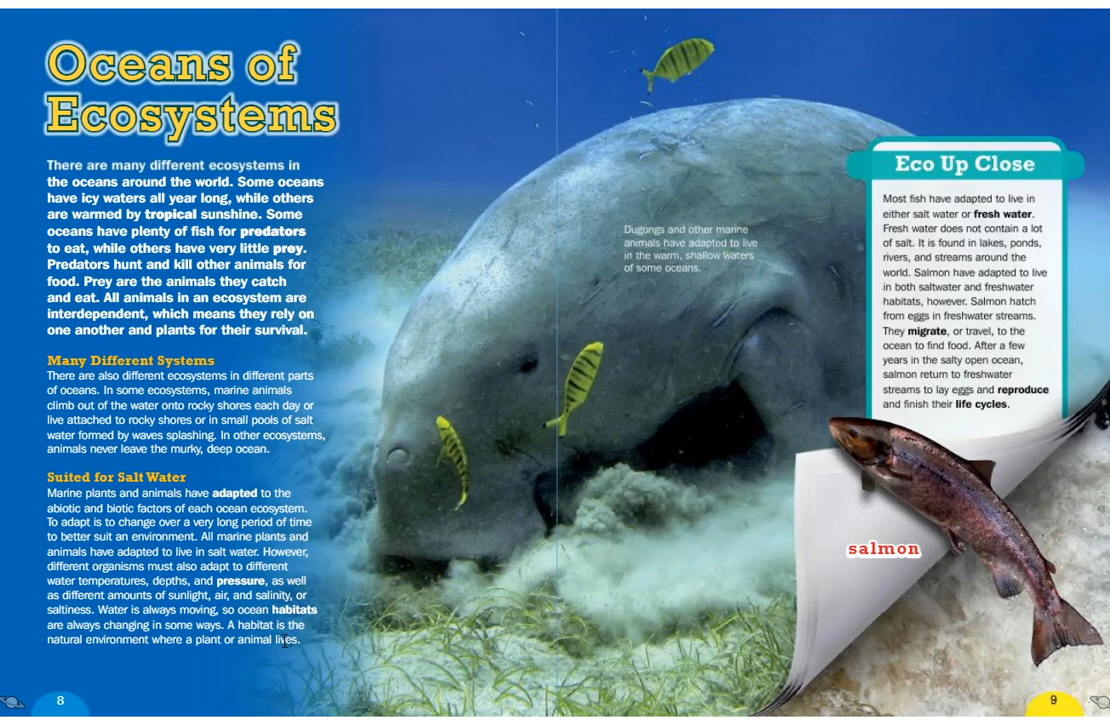 Oceans of
Ecosystems
There are many different ecosystems in
the oceans around the world. Some oceans
have icy waters all year long, while others
are warmed by tropical sunshine. Some
oceans have plenty of fish for predators
to eat, while others have very little prey.
Predators hunt and kill other animals for
food. Prey are the animals they catch
and eat. All animals in an ecosystem are
interdependent, which means they rely on
one another and plants for their survival.
Many Different Systems
There are also different ecosystems in different parts
of oceans. In some ecosystems, marine animals
climb out of the water onto rocky shores each day or
live attached to rocky shores or in small pools of salt
water formed by waves splashing. In other ecosystems,
animals never leave the murky, deep ocean.
Suited for Salt Water
Marine plants and animals have adapted to the
abiotic and biotic factors of each ocean ecosystem.
To adapt is to change over a very long period of time
to better suit an environment. All marine plants and
animals have adapted to live in salt water. However,
different organisms must also adapt to different
water temperatures, depths, and pressure, as well
as different amounts of sunlight, air, and salinity, or
saltiness. Water is always moving, so ocean habitats
are always changing in some ways. A habitat is the
natural environment where a plant or animal lives.
8
Dugongs and other marine
animals have adapted to live
in the warm, shallow waters
of some oceans.
Eco Up Close
Most fish have adapted to live in
either salt water or fresh water.
Fresh water does not contain a lot
of salt. It is found in lakes, ponds,
rivers, and streams around the
world. Salmon have adapted to live
in both saltwater and freshwater
habitats, however. Salmon hatch
from eggs in freshwater streams.
They migrate, or travel, to the
ocean to find food. After a few
years in the salty open ocean,
salmon return to freshwater
streams to lay eggs and reproduce
and finish their life cycles.
salmon
9